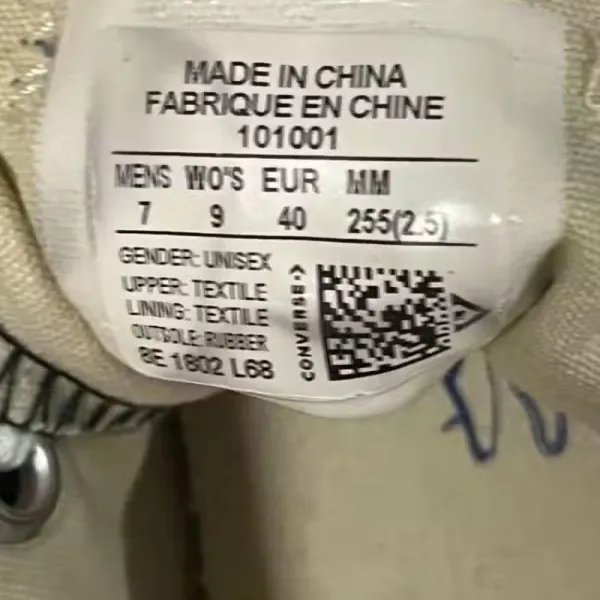 MADE IN CHINA
FABRIQUE EN CHINE
101001
MENS WO'S EUR MM
7 9 40 255(2.5)
GENDER: UNISEX
UPPER: TEXTILE
LINING: TEXTILE
OUTSOLE: RUBBER
8E 1802 L68
CONVERSE